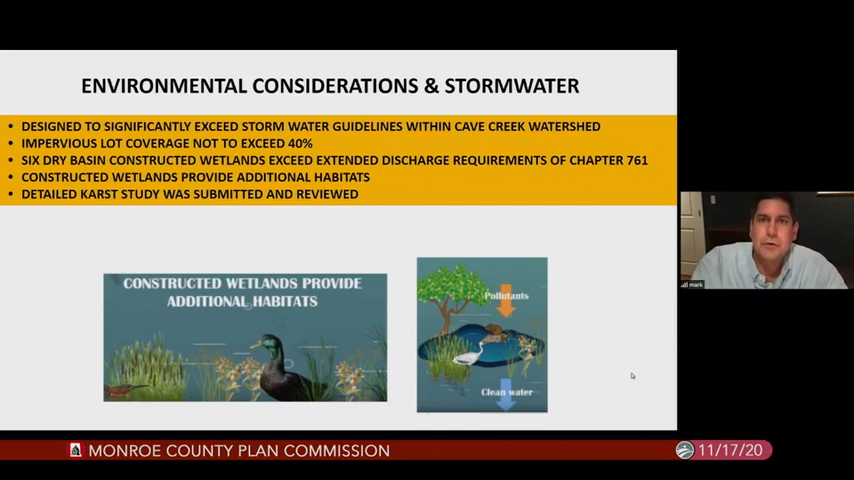 ENVIRONMENTAL CONSIDERATIONS & STORMWATER
• DESIGNED TO SIGNIFICANTLY EXCEED STORM WATER GUIDELINES WITHIN CAVE CREEK WATERSHED
• IMPERVIOUS LOT COVERAGE NOT TO EXCEED 40%
• SIX DRY BASIN CONSTRUCTED WETLANDS EXCEED EXTENDED DISCHARGE REQUIREMENTS OF CHAPTER 761
• CONSTRUCTED WETLANDS PROVIDE ADDITIONAL HABITATS
• DETAILED KARST STUDY WAS SUBMITTED AND REVIEWED
CONSTRUCTED WETLANDS PROVIDE
ADDITIONAL HABITATS
Pollutants
Clean water
mark
MONROE COUNTY PLAN COMMISSION
11/17/20